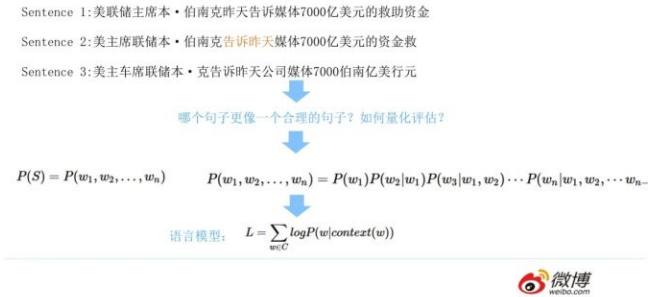 Sentence 1:美联储主席本·伯南克昨天告诉媒体7000亿美元的救助资金
Sentence 2:美主席联储本·伯南克告诉昨天媒体7000亿美元的资金救
Sentence 3:美主车席联储本·克告诉昨天公司媒体7000伯南亿美行元
哪个句子更像一个合理的句子？如何量化评估？
P(S) = P(w₁, w₂, ..., wₙ) P(w₁, w₂, ..., wₙ) = P(w₁)P(w₂|w₁)P(w₃|w₁, w₂) ··· P(wₙ|w₁, w₂, ··· wₙ₋
语言模型： L = ∑_{w∈C} logP(w|context(w))
微博
weibo.com